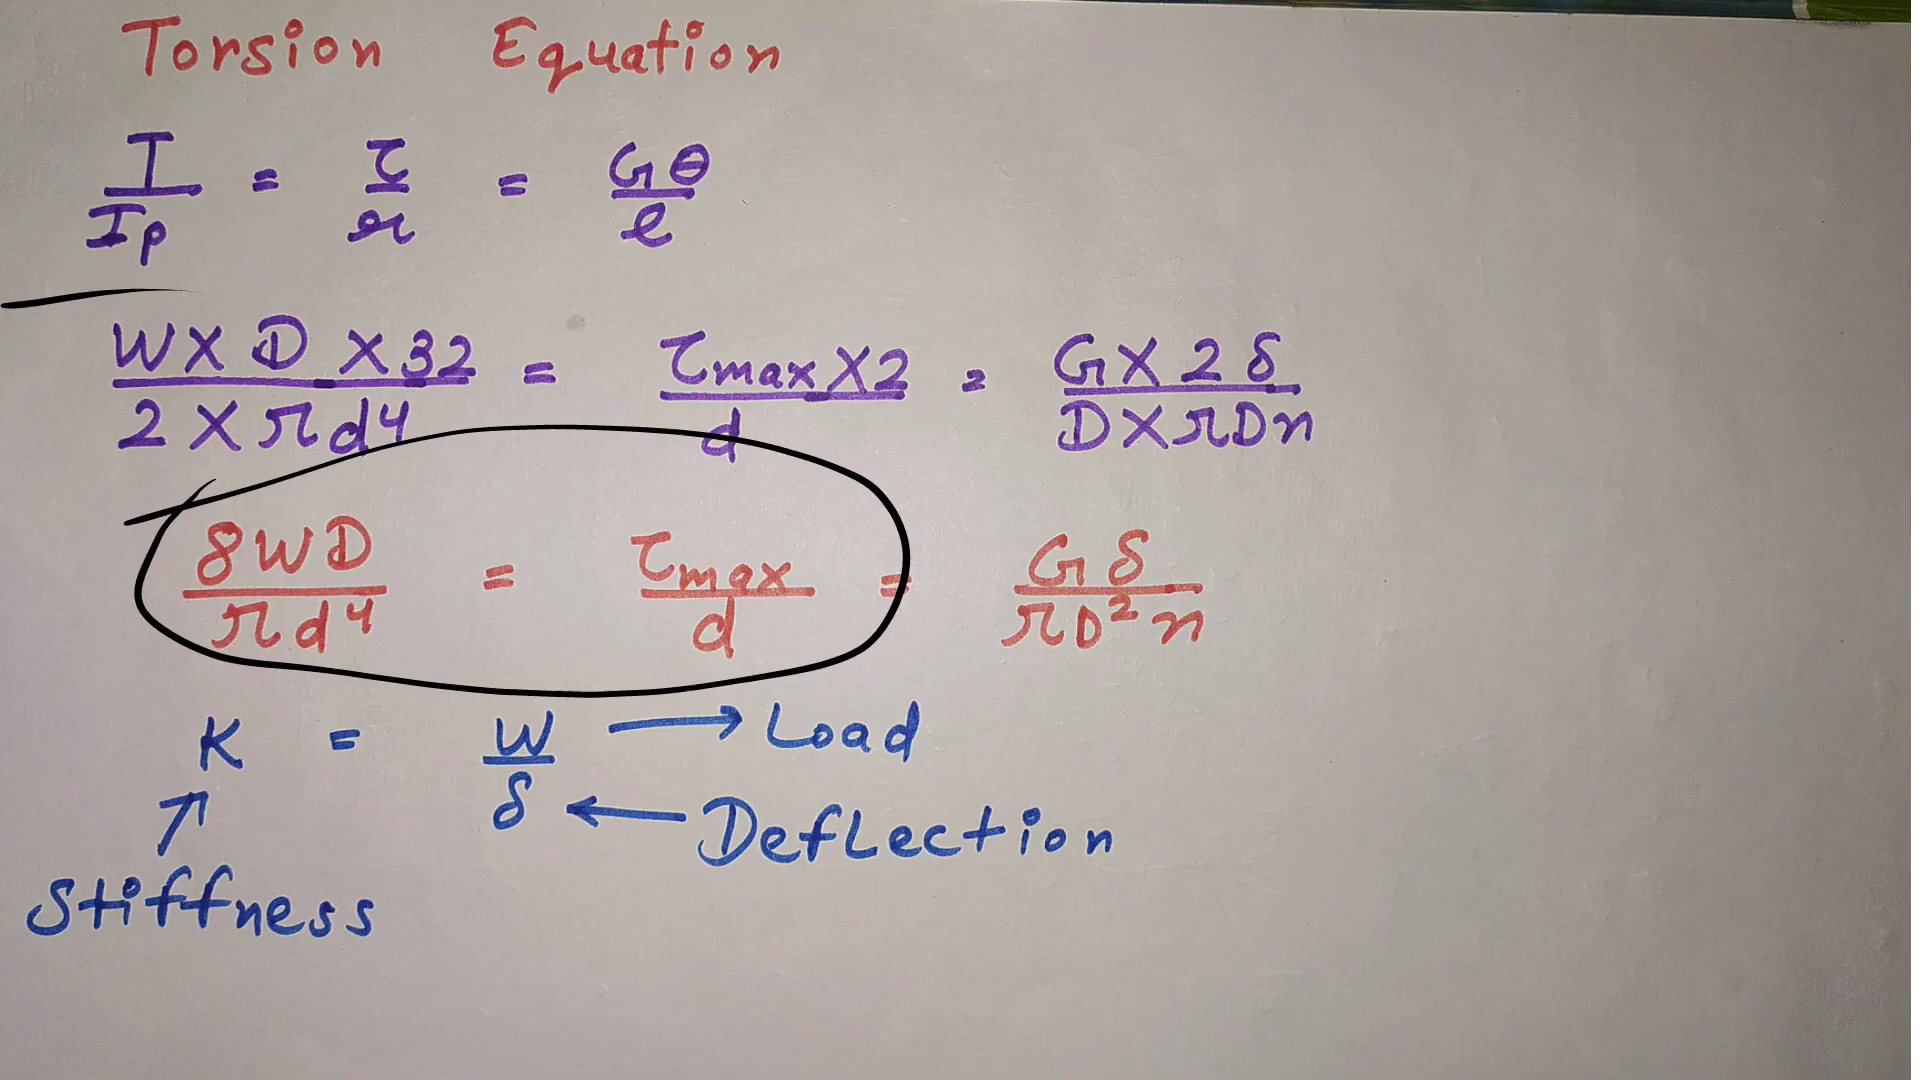 Torsion Equation
T/Ip = τ/r = Gθ/l
W×D×32/2×πd⁴ = τmax×2/d = G×2δ/D×πDn
8WD/πd⁴ = τmax/d = Gδ/πD²n
K = W/δ → Load
← Deflection
↑
Stiffness